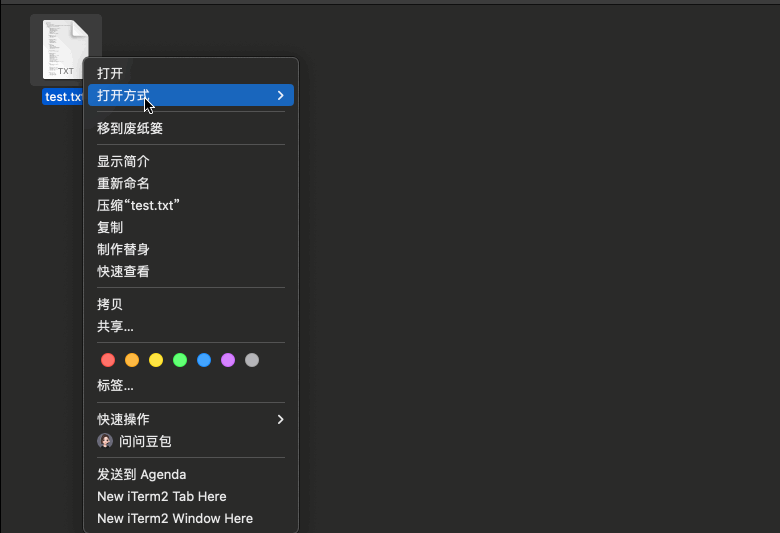 TXT
test.tx
打开
打开方式
移到废纸篓
显示简介
重新命名
压缩“test.txt”
复制
制作替身
快速查看
拷贝
共享...
标签...
快速操作
问问豆包
发送到 Agenda
New iTerm2 Tab Here
New iTerm2 Window Here